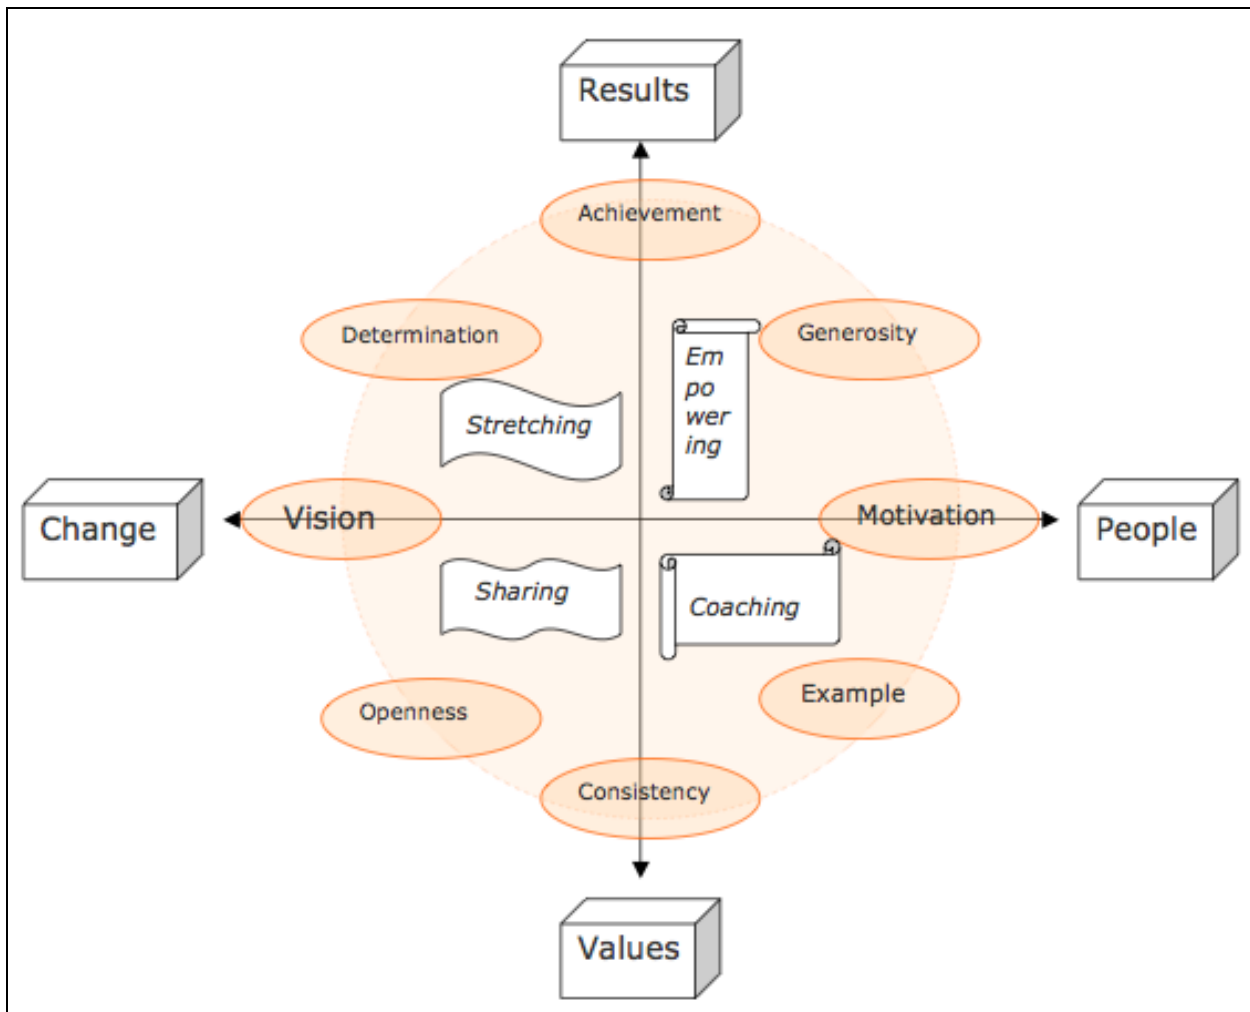 Results
Achievement
Determination
Generosity
Em
po
wer
ing
Stretching
Change
Vision
Motivation
People
Sharing
Coaching
Example
Openness
Consistency
Values